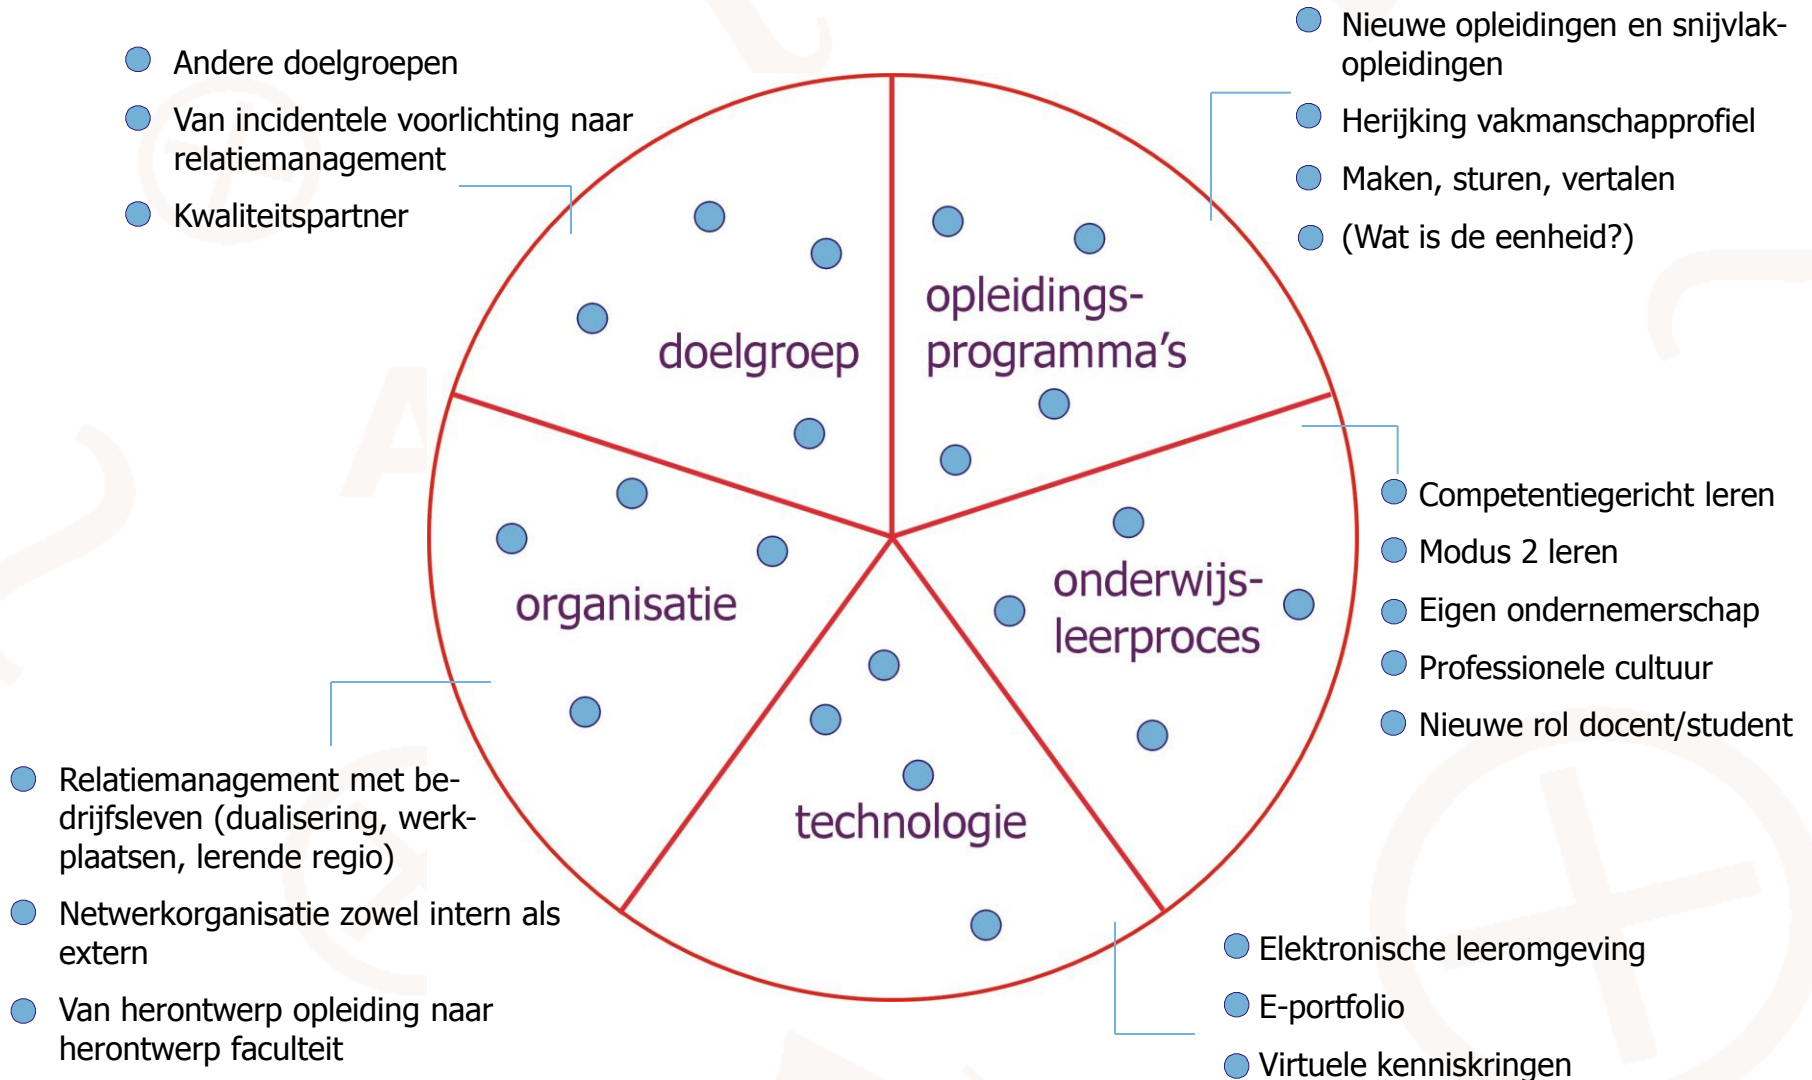 Andere doelgroepen
Van incidentele voorlichting naar
relatiemanagement
Kwaliteitspartner
Nieuwe opleidingen en snijvlak-
opleidingen
Herijking vakmanschapprofiel
Maken, sturen, vertalen
(Wat is de eenheid?)
doelgroep
opleidings-
programma's
organisatie
onderwijs-
leerproces
technologie
Competentiegericht leren
Modus 2 leren
Eigen ondernemerschap
Professionele cultuur
Nieuwe rol docent/student
Relatiemanagement met be-
drijfsleven (dualisering, werk-
plaatsen, lerende regio)
Netwerkorganisatie zowel intern als
extern
Van herontwerp opleiding naar
herontwerp faculteit
Elektronische leeromgeving
E-portfolio
Virtuele kenniskringen